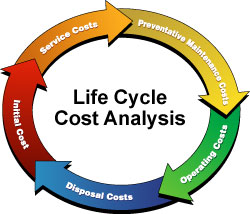 Life Cycle
Cost Analysis
Initial Cost
Service Costs
Preventative Maintenance Costs
Operating Costs
Disposal Costs